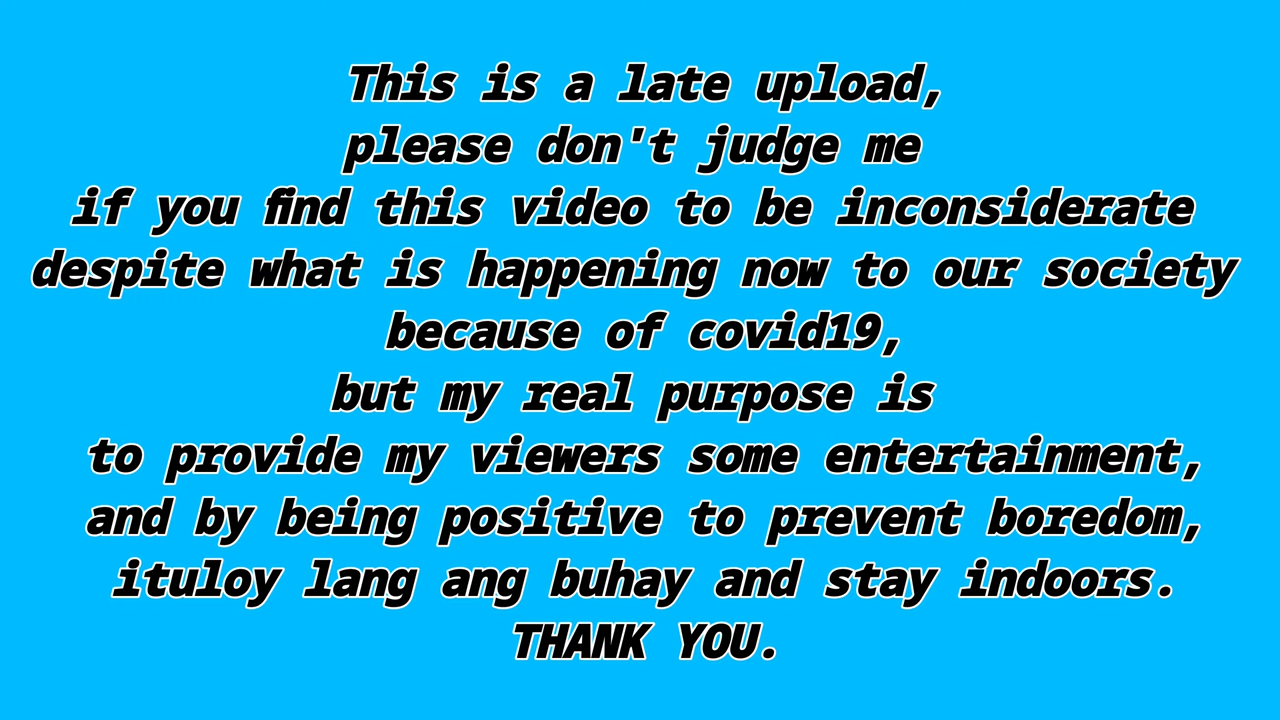 This is a late upload,
please don't judge me
if you find this video to be inconsiderate
despite what is happening now to our society
because of covid19,
but my real purpose is
to provide my viewers some entertainment,
and by being positive to prevent boredom,
ituloy lang ang buhay and stay indoors.
THANK YOU.